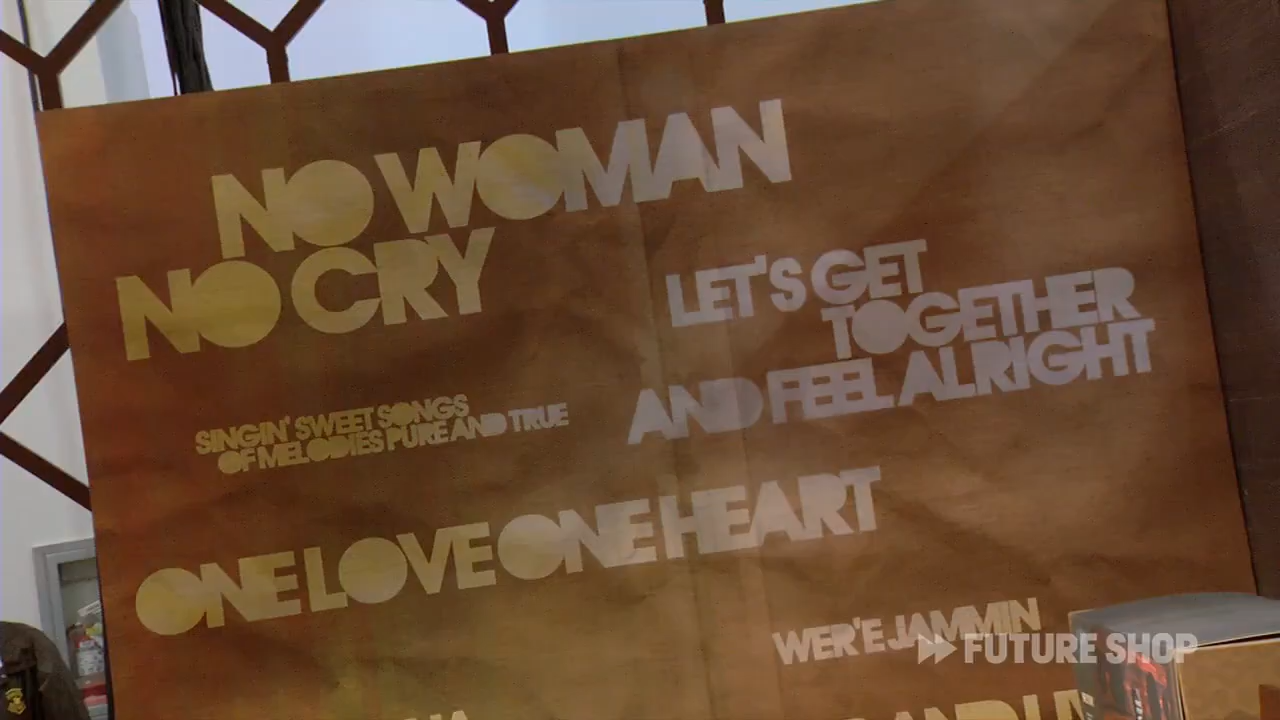 NO WOMAN
NO CRY
LET'S GET
TOGETHER
AND FEEL ALRIGHT
SINGIN' SWEET SONGS
OF MELODIES PURE AND TRUE
ONE LOVE ONE HEART
WER'E JAMMIN
FUTURE SHOP